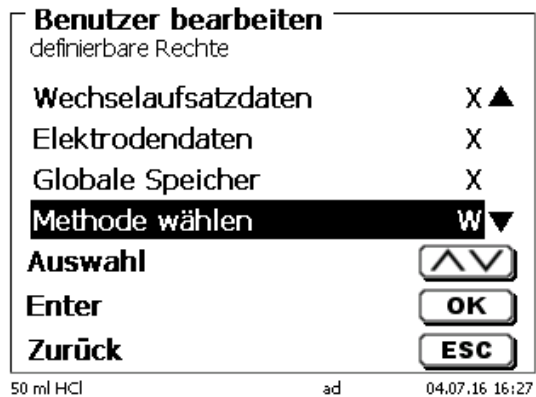 Benutzer bearbeiten
definierbare Rechte
Wechselaufsatzdaten X
Elektrodendaten X
Globale Speicher X
Methode wählen W
Auswahl
Enter OK
Zurück ESC
50 ml HCl ad 04.07.16 16:27